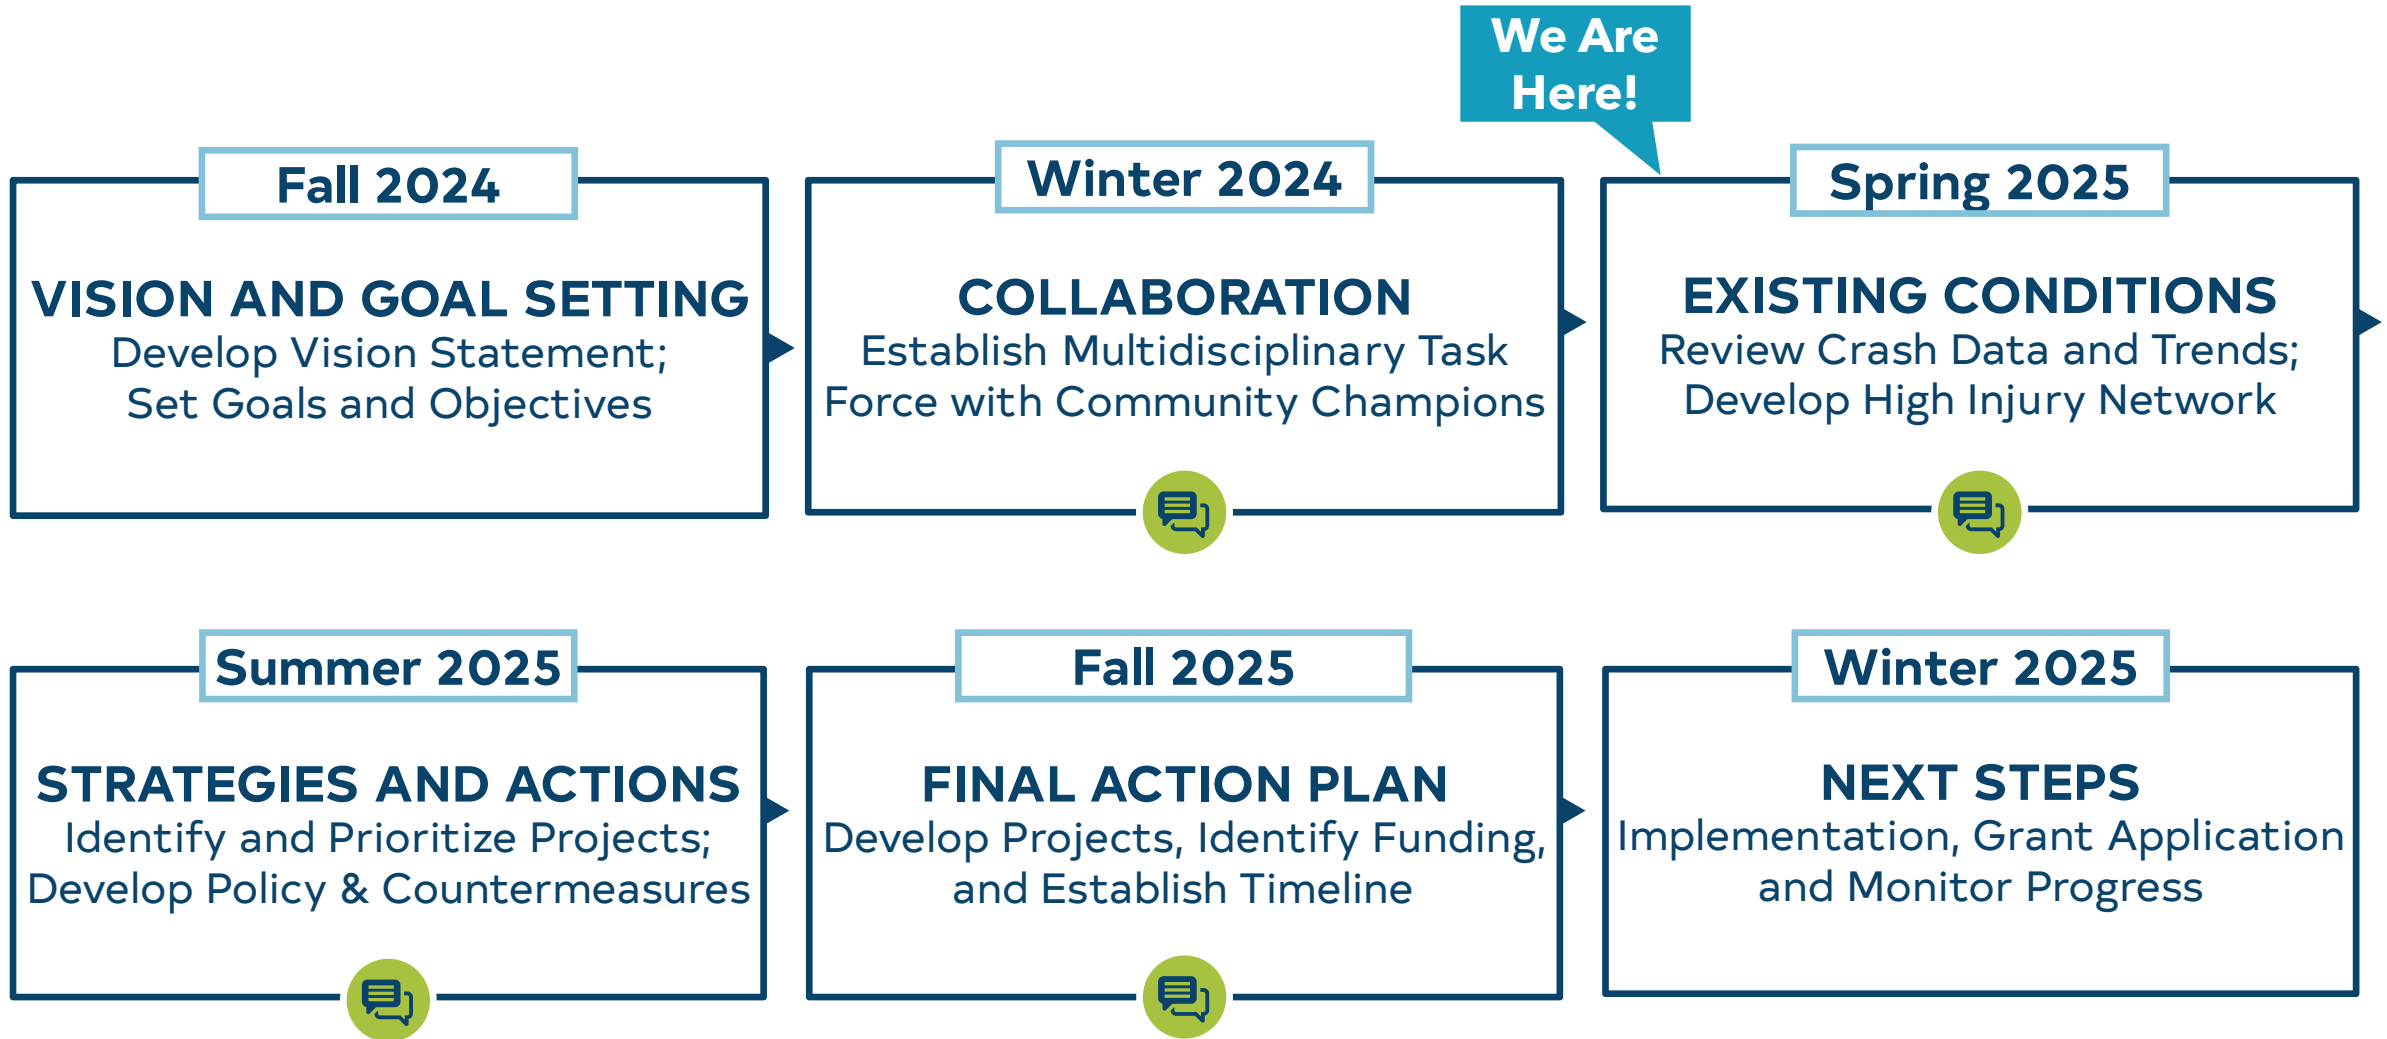 We Are
Here!
Fall 2024
VISION AND GOAL SETTING
Develop Vision Statement;
Set Goals and Objectives
Winter 2024
COLLABORATION
Establish Multidisciplinary Task
Force with Community Champions
Spring 2025
EXISTING CONDITIONS
Review Crash Data and Trends;
Develop High Injury Network
Summer 2025
STRATEGIES AND ACTIONS
Identify and Prioritize Projects;
Develop Policy & Countermeasures
Fall 2025
FINAL ACTION PLAN
Develop Projects, Identify Funding,
and Establish Timeline
Winter 2025
NEXT STEPS
Implementation, Grant Application
and Monitor Progress